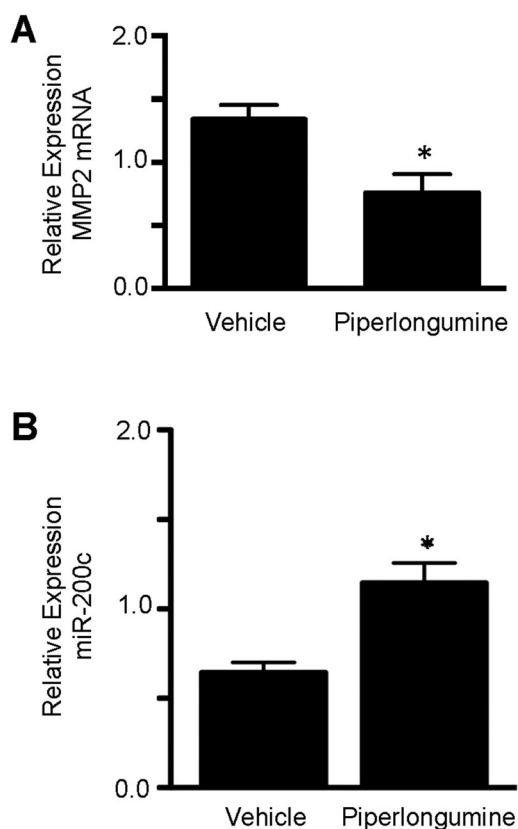 A
2.0
Relative Expression
MMP2 mRNA
1.0
*
0.0
Vehicle
Piperlongumine
B
2.0
Relative Expression
miR-200c
1.0
*
0.0
Vehicle
Piperlongumine